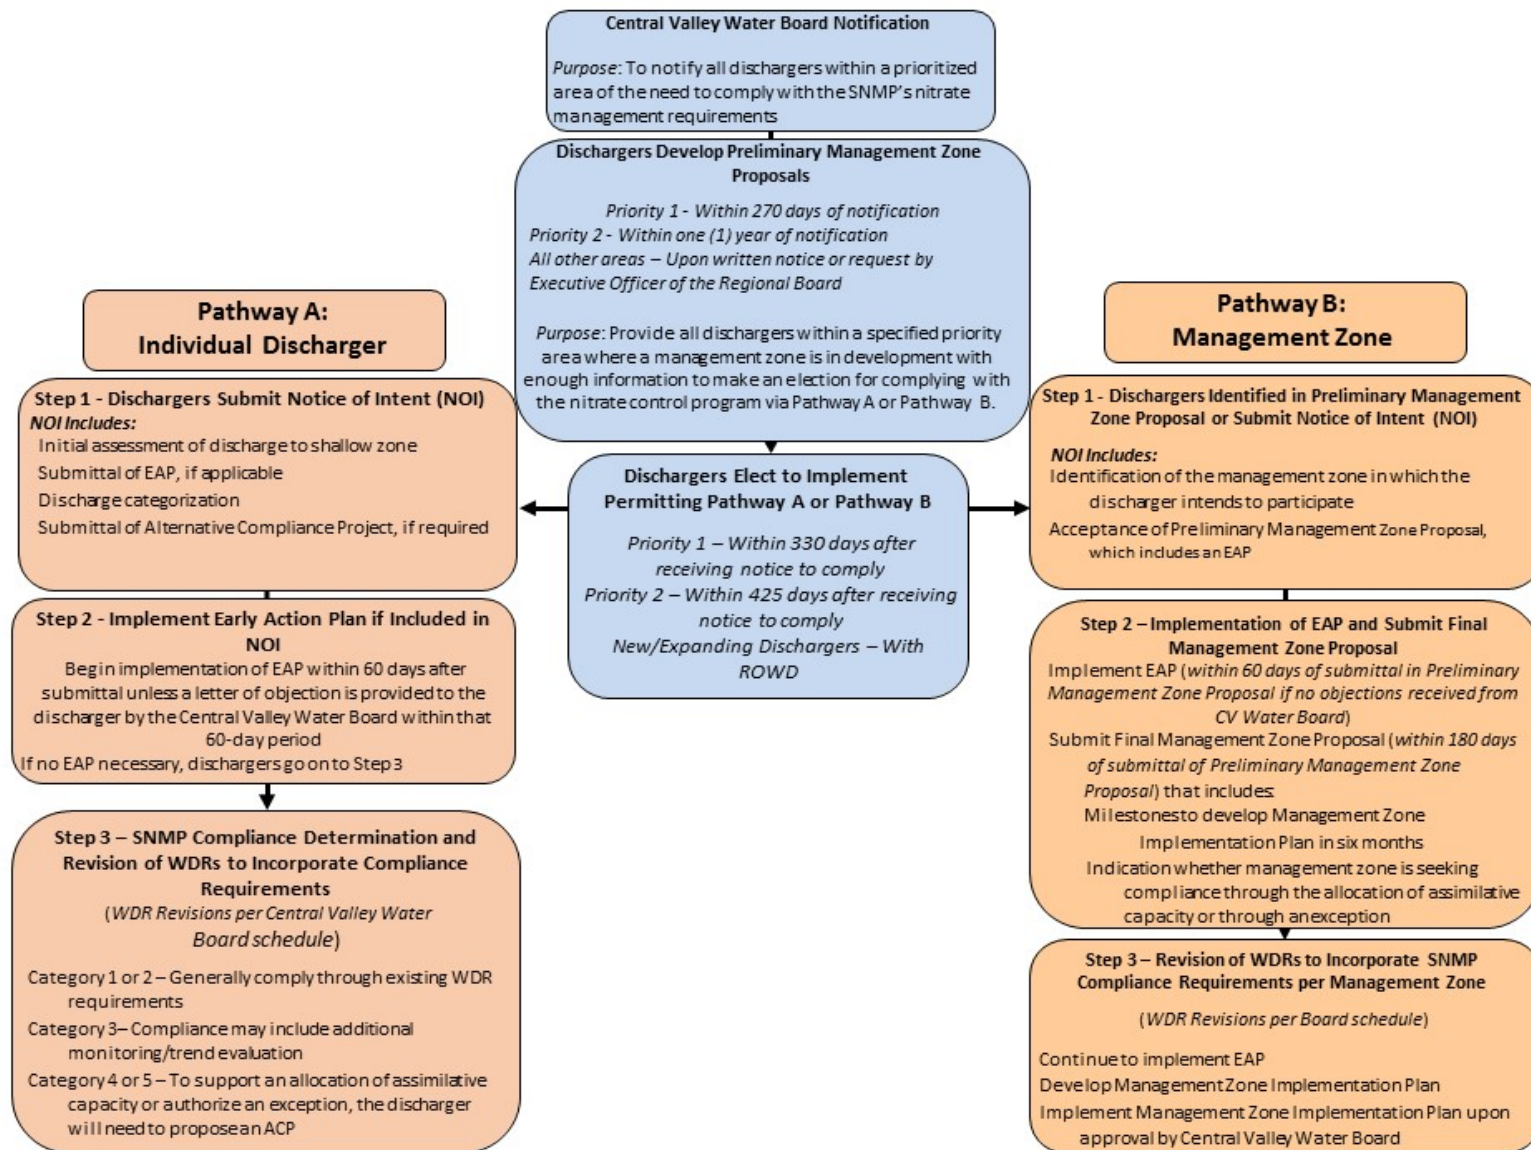 Central Valley Water Board Notification
Purpose: To notify all dischargers within a prioritized
area of the need to comply with the SNMP's nitrate
management requirements
Dischargers Develop Preliminary Management Zone
Proposals
Priority 1 - Within 270 days of notification
Priority 2 - Within one (1) year of notification
All other areas – Upon written notice or request by
Executive Officer of the Regional Board
Purpose: Provide all dischargers within a specified priority
area where a management zone is in development with
enough information to make an election for complying with
the nitrate control program via Pathway A or Pathway B.
Dischargers Elect to Implement
Permitting Pathway A or Pathway B
Priority 1 – Within 330 days after
receiving notice to comply
Priority 2 – Within 425 days after receiving
notice to comply
New/Expanding Dischargers – With
ROWD
Pathway A:
Individual Discharger
Step 1 - Dischargers Submit Notice of Intent (NOI)
NOI Includes:
Initial assessment of discharge to shallow zone
Submittal of EAP, if applicable
Discharge categorization
Submittal of Alternative Compliance Project, if required
Step 2 - Implement Early Action Plan if Included in
NOI
Begin implementation of EAP within 60 days after
submittal unless a letter of objection is provided to the
discharger by the Central Valley Water Board within that
60-day period
If no EAP necessary, dischargers go on to Step 3
Step 3 – SNMP Compliance Determination and
Revision of WDRs to Incorporate Compliance
Requirements
(WDR Revisions per Central Valley Water
Board schedule)
Category 1 or 2 – Generally comply through existing WDR
requirements
Category 3– Compliance may include additional
monitoring/trend evaluation
Category 4 or 5 – To support an allocation of assimilative
capacity or authorize an exception, the discharger
will need to propose an ACP
Pathway B:
Management Zone
Step 1 - Dischargers Identified in Preliminary Management
Zone Proposal or Submit Notice of Intent (NOI)
NOI Includes:
Identification of the management zone in which the
discharger intends to participate
Acceptance of Preliminary Management Zone Proposal,
which includes an EAP
Step 2 – Implementation of EAP and Submit Final
Management Zone Proposal
Implement EAP (within 60 days of submittal in Preliminary
Management Zone Proposal if no objections received from
CV Water Board)
Submit Final Management Zone Proposal (within 180 days
of submittal of Preliminary Management Zone
Proposal) that includes:
Milestones to develop Management Zone
Implementation Plan in six months
Indication whether management zone is seeking
compliance through the allocation of assimilative
capacity or through an exception
Step 3 – Revision of WDRs to Incorporate SNMP
Compliance Requirements per Management Zone
(WDR Revisions per Board schedule)
Continue to implement EAP
Develop Management Zone Implementation Plan
Implement Management Zone Implementation Plan upon
approval by Central Valley Water Board